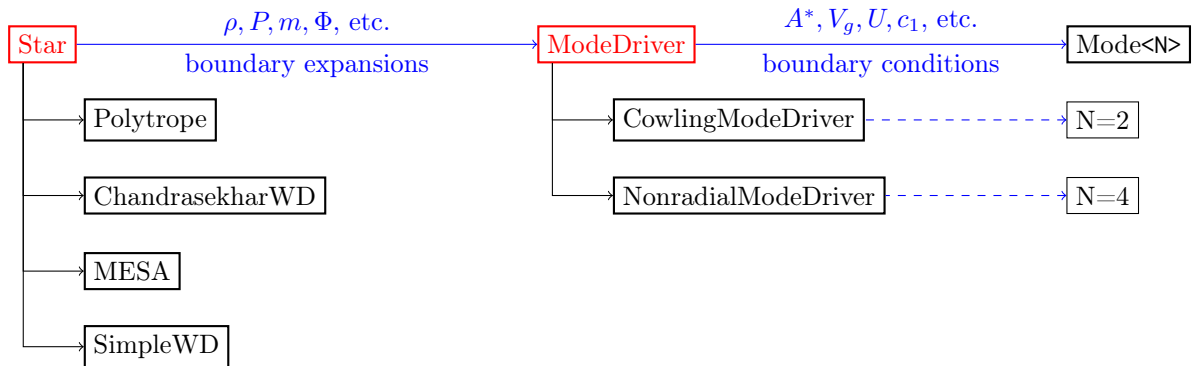 ρ, P, m, Φ, etc.
A*, V_g, U, c_1, etc.
Star
ModeDriver
Mode<N>
boundary expansions
boundary conditions
Polytrope
CowlingModeDriver
N=2
ChandrasekharWD
NonradialModeDriver
N=4
MESA
SimpleWD